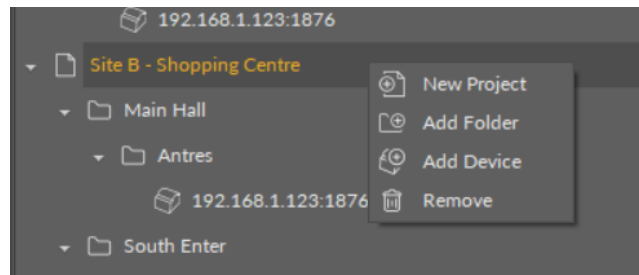 192.168.1.123:1876
Site B - Shopping Centre
New Project
Main Hall
Add Folder
Antres
Add Device
192.168.1.123:1876
Remove
South Enter